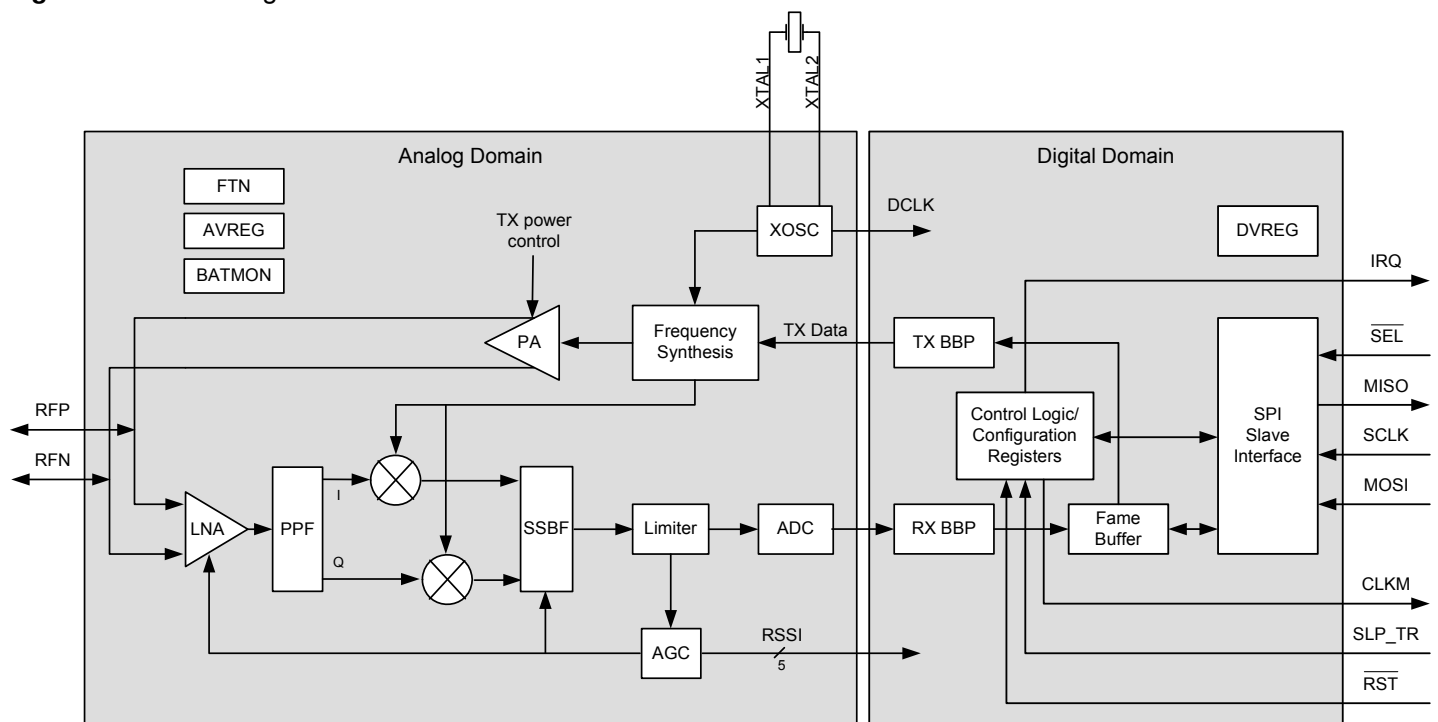 XTAL1
XTAL2
Analog Domain
Digital Domain
FTN
AVREG
BATMON
TX power
control
XOSC
DCLK
DVREG
IRQ
PA
Frequency
Synthesis
TX Data
TX BBP
SEL
MISO
SCLK
MOSI
Control Logic/
Configuration
Registers
SPI
Slave
Interface
RFP
RFN
LNA
PPF
I
Q
SSBF
Limiter
ADC
RX BBP
Fame
Buffer
AGC
RSSI
5
CLKM
SLP_TR
RST